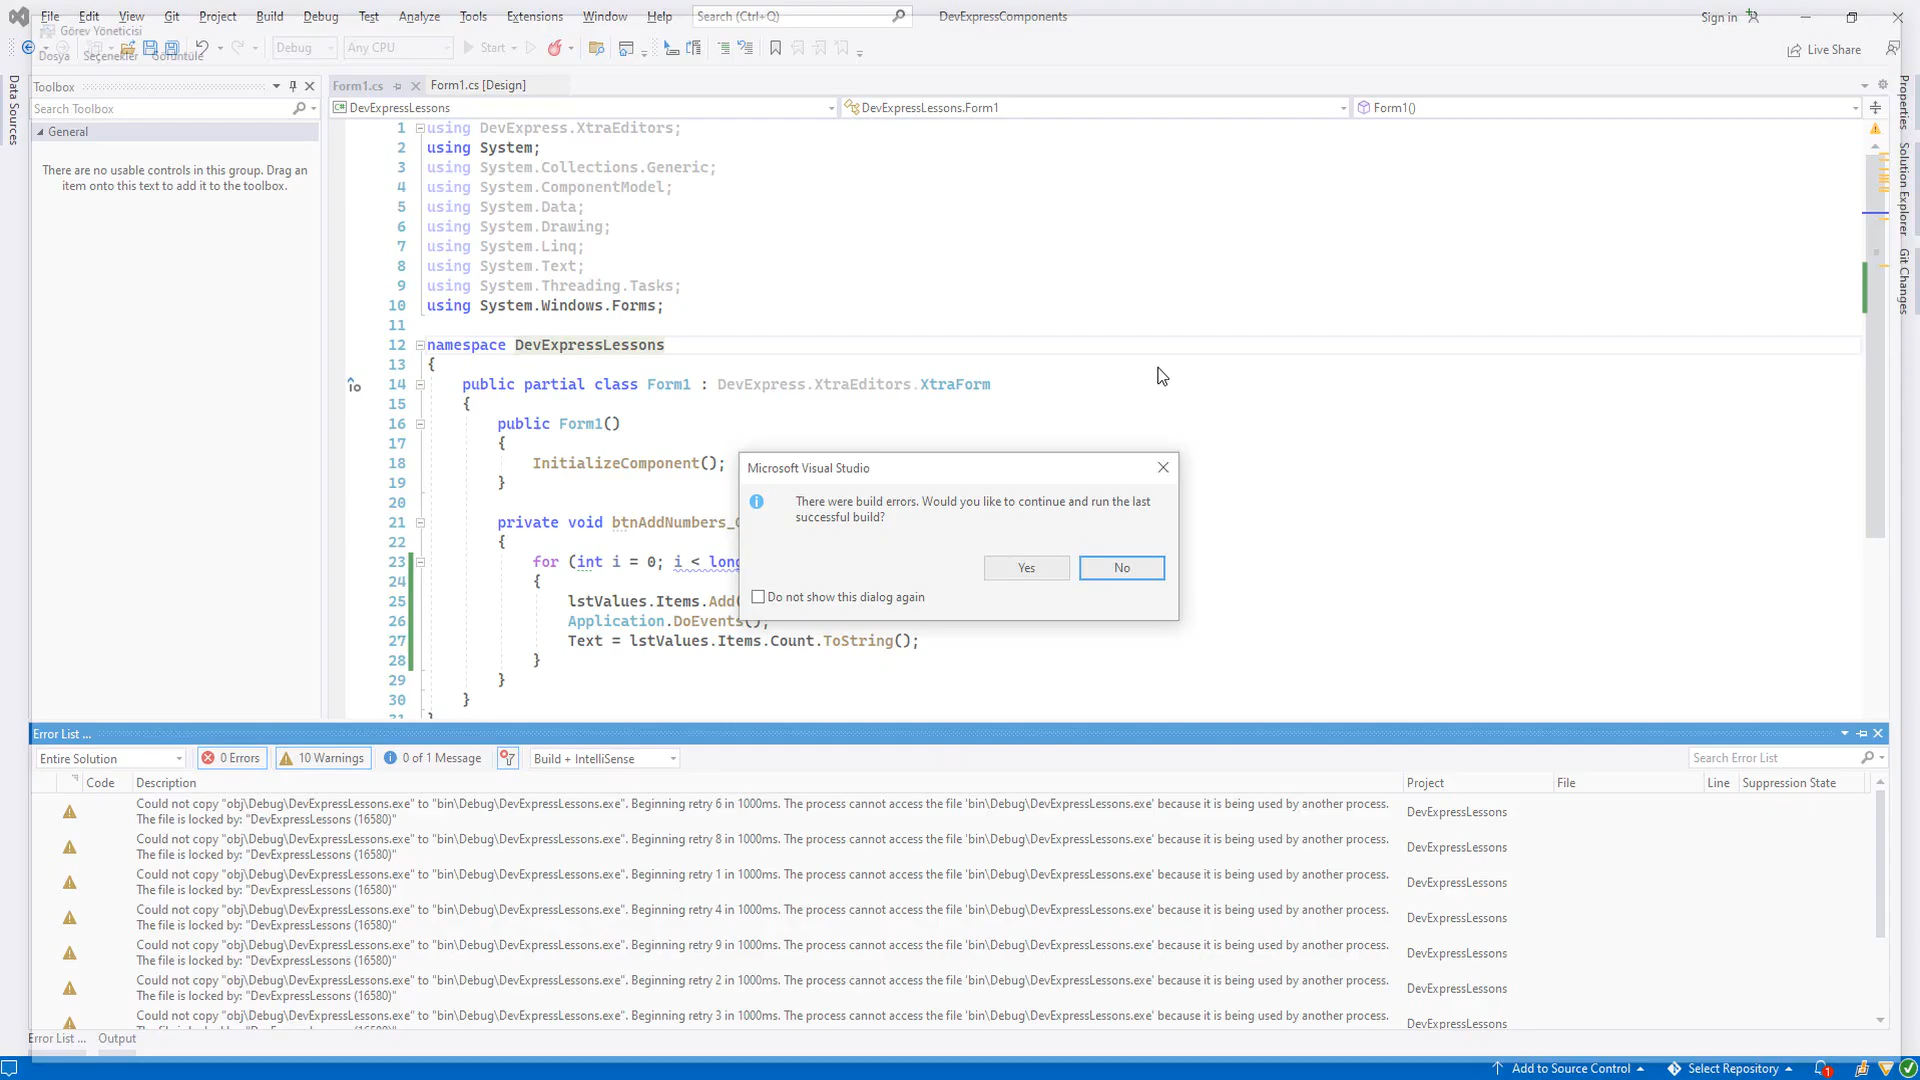 File Edit View Git Project Build Debug Test Analyze Tools Extensions Window Help Search (Ctrl+Q) DevExpressComponents Sign in
Görev Yöneticisi
Dosya Seçenekler Görüntüle
Debug Any CPU Start Live Share
Toolbox
Form1.cs Form1.cs [Design]
Search Toolbox
DevExpressLessons DevExpressLessons.Form1 Form1()
General
There are no usable controls in this group. Drag an
item onto this text to add it to the toolbox.
Data Sources
Properties
Solution Explorer
Git Changes
1 using DevExpress.XtraEditors;
2 using System;
3 using System.Collections.Generic;
4 using System.ComponentModel;
5 using System.Data;
6 using System.Drawing;
7 using System.Linq;
8 using System.Text;
9 using System.Threading.Tasks;
10 using System.Windows.Forms;
11
12 namespace DevExpressLessons
13 {
14 public partial class Form1 : DevExpress.XtraEditors.XtraForm
15 {
16 public Form1()
17 {
18 InitializeComponent();
19 }
20
21 private void btnAddNumbers_
22 {
23 for (int i = 0; i < long
24 {
25 lstValues.Items.Add(
26 Application.DoEvents();
27 Text = lstValues.Items.Count.ToString();
28 }
29 }
30 }
31 }
Microsoft Visual Studio
There were build errors. Would you like to continue and run the last
successful build?
Yes No
Do not show this dialog again
Error List ...
Entire Solution 0 Errors 10 Warnings 0 of 1 Message Build + IntelliSense Search Error List
Code Description Project File Line Suppression State
Could not copy "obj\Debug\DevExpressLessons.exe" to "bin\Debug\DevExpressLessons.exe". Beginning retry 6 in 1000ms. The process cannot access the file 'bin\Debug\DevExpressLessons.exe' because it is being used by another process.
The file is locked by: "DevExpressLessons (16580)"
DevExpressLessons
Could not copy "obj\Debug\DevExpressLessons.exe" to "bin\Debug\DevExpressLessons.exe". Beginning retry 8 in 1000ms. The process cannot access the file 'bin\Debug\DevExpressLessons.exe' because it is being used by another process.
The file is locked by: "DevExpressLessons (16580)"
DevExpressLessons
Could not copy "obj\Debug\DevExpressLessons.exe" to "bin\Debug\DevExpressLessons.exe". Beginning retry 1 in 1000ms. The process cannot access the file 'bin\Debug\DevExpressLessons.exe' because it is being used by another process.
The file is locked by: "DevExpressLessons (16580)"
DevExpressLessons
Could not copy "obj\Debug\DevExpressLessons.exe" to "bin\Debug\DevExpressLessons.exe". Beginning retry 4 in 1000ms. The process cannot access the file 'bin\Debug\DevExpressLessons.exe' because it is being used by another process.
The file is locked by: "DevExpressLessons (16580)"
DevExpressLessons
Could not copy "obj\Debug\DevExpressLessons.exe" to "bin\Debug\DevExpressLessons.exe". Beginning retry 9 in 1000ms. The process cannot access the file 'bin\Debug\DevExpressLessons.exe' because it is being used by another process.
The file is locked by: "DevExpressLessons (16580)"
DevExpressLessons
Could not copy "obj\Debug\DevExpressLessons.exe" to "bin\Debug\DevExpressLessons.exe". Beginning retry 2 in 1000ms. The process cannot access the file 'bin\Debug\DevExpressLessons.exe' because it is being used by another process.
The file is locked by: "DevExpressLessons (16580)"
DevExpressLessons
Could not copy "obj\Debug\DevExpressLessons.exe" to "bin\Debug\DevExpressLessons.exe". Beginning retry 3 in 1000ms. The process cannot access the file 'bin\Debug\DevExpressLessons.exe' because it is being used by another process.
DevExpressLessons
Error List ... Output
Add to Source Control Select Repository 1